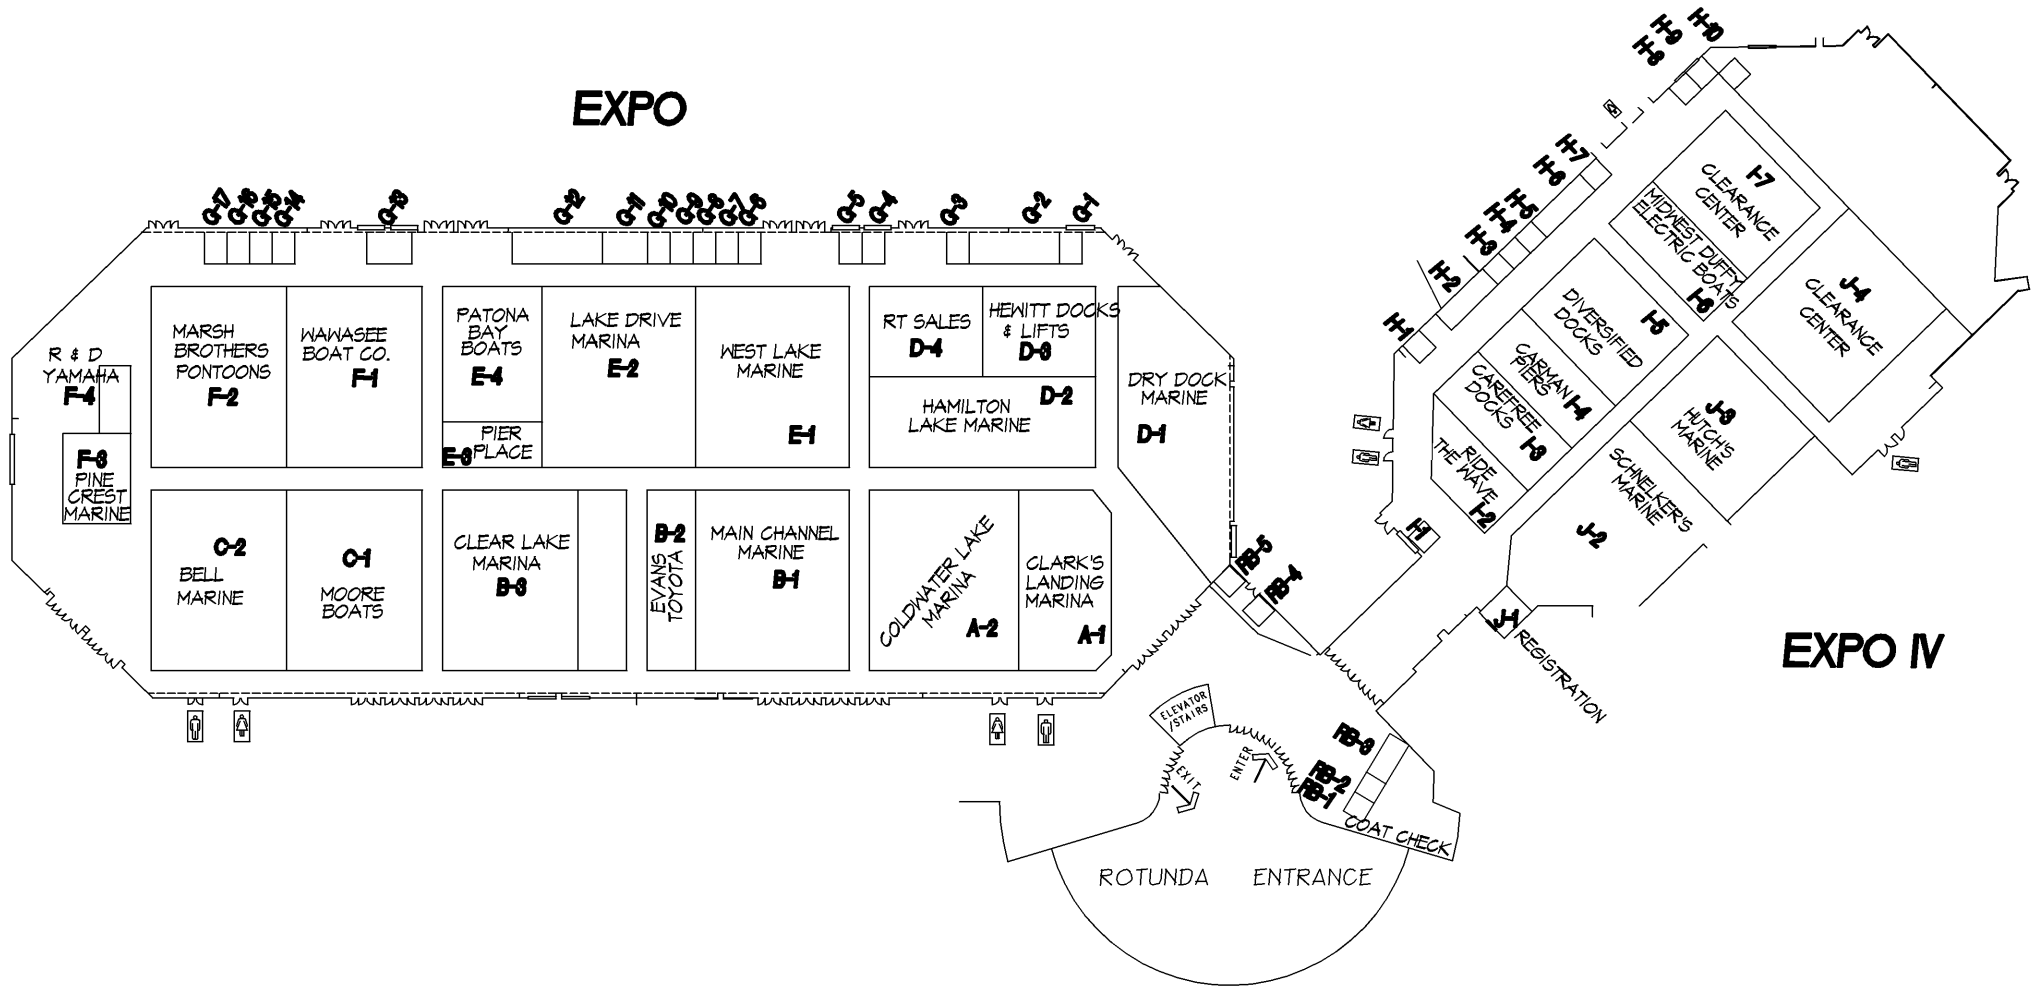 EXPO
G-17
G-16
G-15
G-14
G-13
G-12
G-11
G-10
G-9
G-8
G-7
G-6
G-5
G-4
G-3
G-2
G-1
R & D
YAMAHA
F-4
F-3
PINE
CREST
MARINE
MARSH
BROTHERS
PONTOONS
F-2
WAWASEE
BOAT CO.
F-1
PATONA
BAY
BOATS
E-4
PIER
PLACE
E-3
LAKE DRIVE
MARINA
E-2
WEST LAKE
MARINE
E-1
RT SALES
D-4
HEWITT DOCKS
& LIFTS
D-3
D-2
HAMILTON
LAKE MARINE
DRY DOCK
MARINE
D-1
C-2
BELL
MARINE
C-1
MOORE
BOATS
CLEAR LAKE
MARINA
B-3
B-2
EVANS
TOYOTA
MAIN CHANNEL
MARINE
B-1
COLDWATER LAKE
MARINA
A-2
CLARK'S
LANDING
MARINA
A-1
RB-5
RB-4
ELEVATOR
/STAIRS
EXIT
ENTER
RB-3
RB-2
RB-1
COAT CHECK
ROTUNDA ENTRANCE
H-10
H-9
H-8
H-7
H-6
H-5
H-4
H-3
H-2
H-1
H1
I-7
CLEARANCE
CENTER
MIDWEST DUFFY
ELECTRIC BOATS
I-6
I-5
DIVERSIFIED
DOCKS
CARMAN
PIERS
I-4
CAREFREE
DOCKS
I-3
RIDE
THE WAVE
I-2
J-4
CLEARANCE
CENTER
J-3
HUTCH'S
MARINE
SCHNELKER'S
MARINE
J-2
J-1
REGISTRATION
EXPO IV